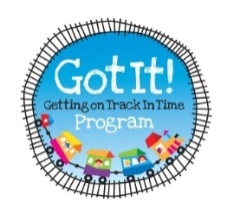 Got It!
Getting on Track In Time
Program